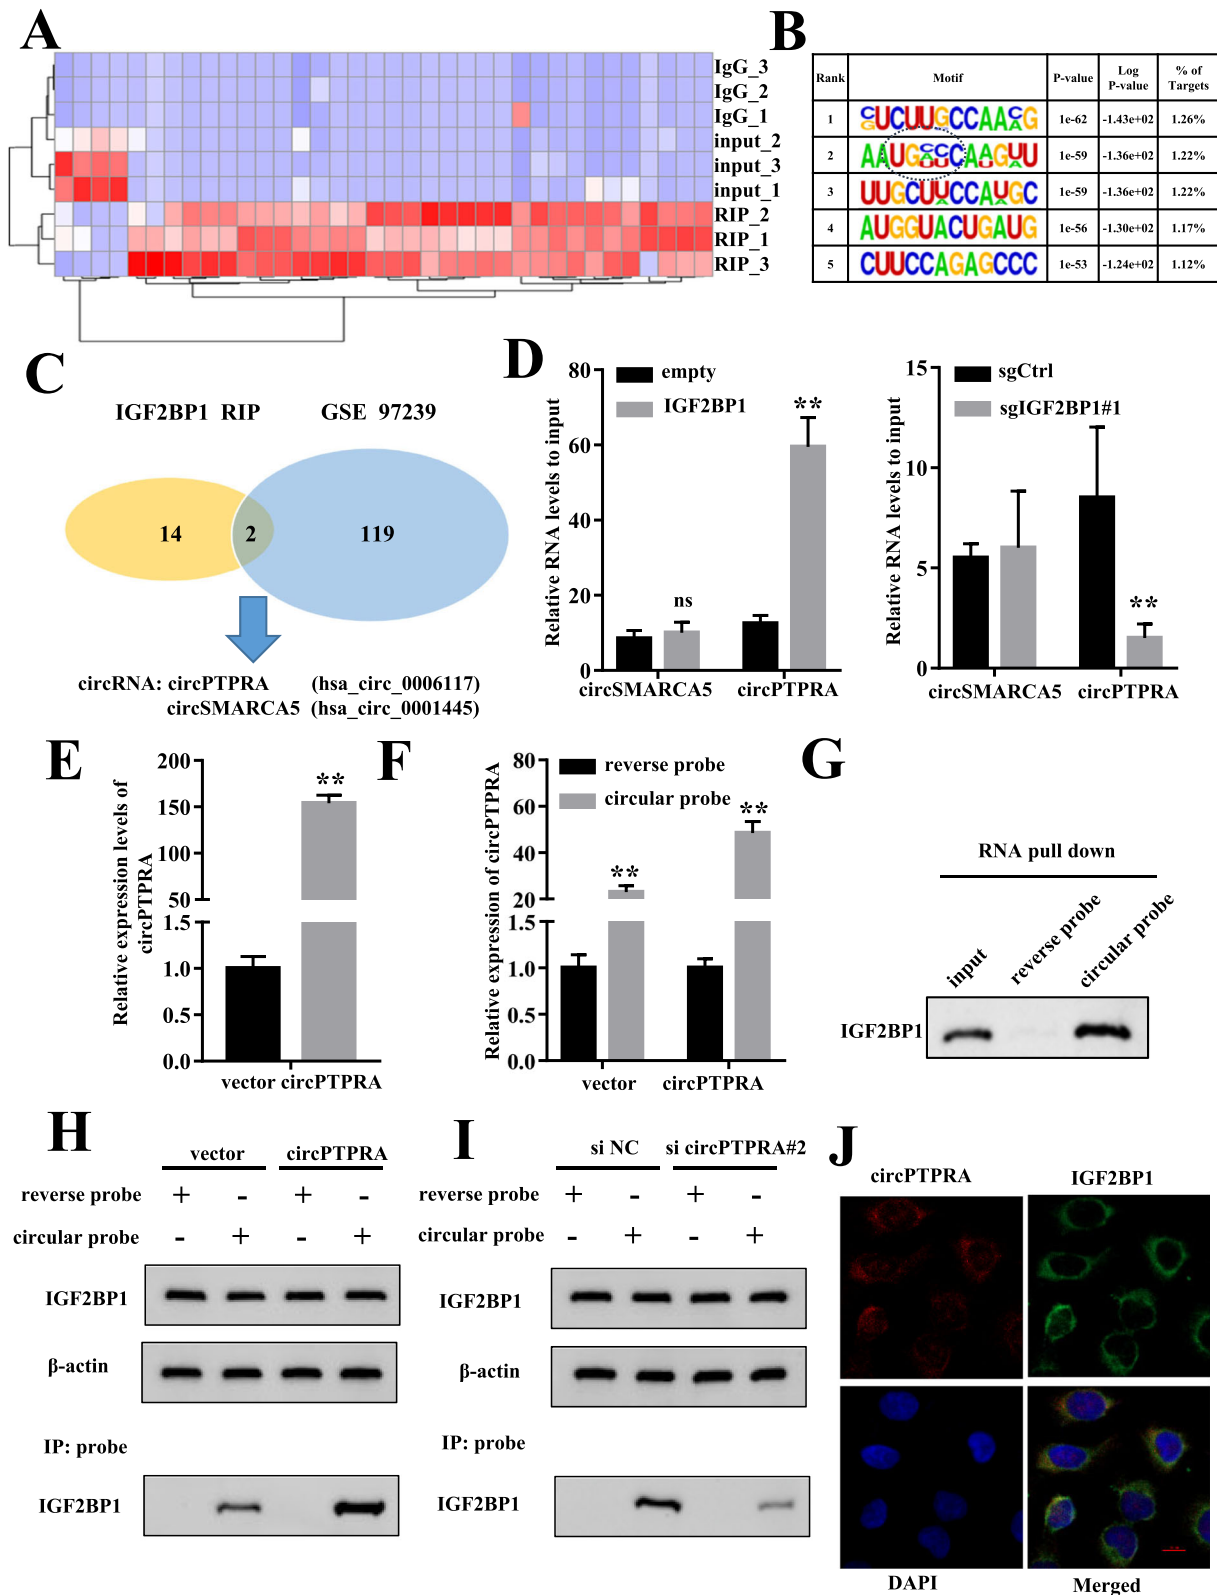 A
IgG_3
IgG_2
IgG_1
input_2
input_3
input_1
RIP_2
RIP_1
RIP_3
B
Rank Motif P-value Log P-value % of Targets
1 1e-62 -1.43e+02 1.26%
2 1e-59 -1.36e+02 1.22%
3 UUGCUUCCAUGC 1e-59 -1.36e+02 1.22%
4 AUGGUACUGAUG 1e-56 -1.30e+02 1.17%
5 CUUCCAGAGCCC 1e-53 -1.24e+02 1.12%
C
IGF2BP1 RIP GSE 97239
14 2 119
circRNA: circPTPRA (hsa_circ_0006117)
circSMARCA5 (hsa_circ_0001445)
D
Relative RNA levels to input
80
60
40
20
0
empty
IGF2BP1
ns
**
circSMARCA5 circPTPRA
Relative RNA levels to input
15
10
5
0
sgCtrl
sgIGF2BP1#1
**
circSMARCA5 circPTPRA
E
Relative expression levels of
circPTPRA
200
150
100
50
1.5
1.0
0.5
0.0
**
vector circPTPRA
F
Relative expression of circPTPRA
80
60
40
20
1.5
1.0
0.5
0.0
reverse probe
circular probe
**
**
vector circPTPRA
G
RNA pull down
input reverse probe circular probe
IGF2BP1
H
vector circPTPRA
reverse probe + - + -
circular probe - + - +
IGF2BP1
β-actin
IP: probe
IGF2BP1
I
si NC si circPTPRA#2
reverse probe + - + -
circular probe - + - +
IGF2BP1
β-actin
IP: probe
IGF2BP1
J
circPTPRA IGF2BP1
DAPI Merged